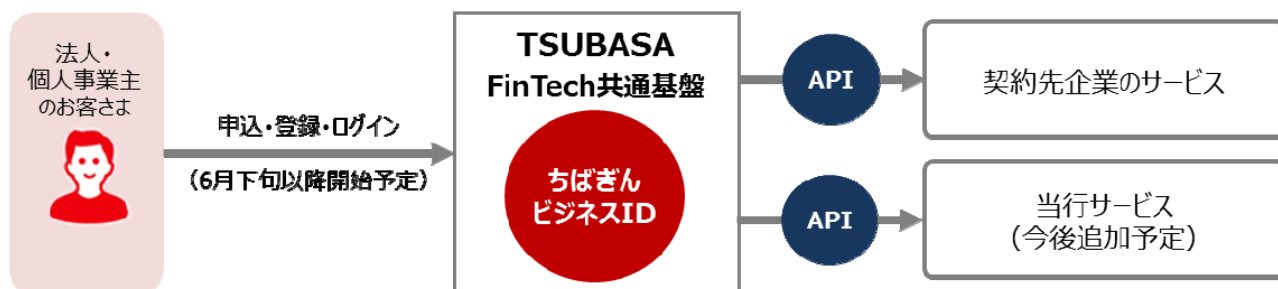 法人・
個人事業主
のお客さま
申込・登録・ログイン
（6月下旬以降開始予定）
TSUBASA
FinTech共通基盤
ちばぎん
ビジネスID
API
契約先企業のサービス
API
当行サービス
（今後追加予定）